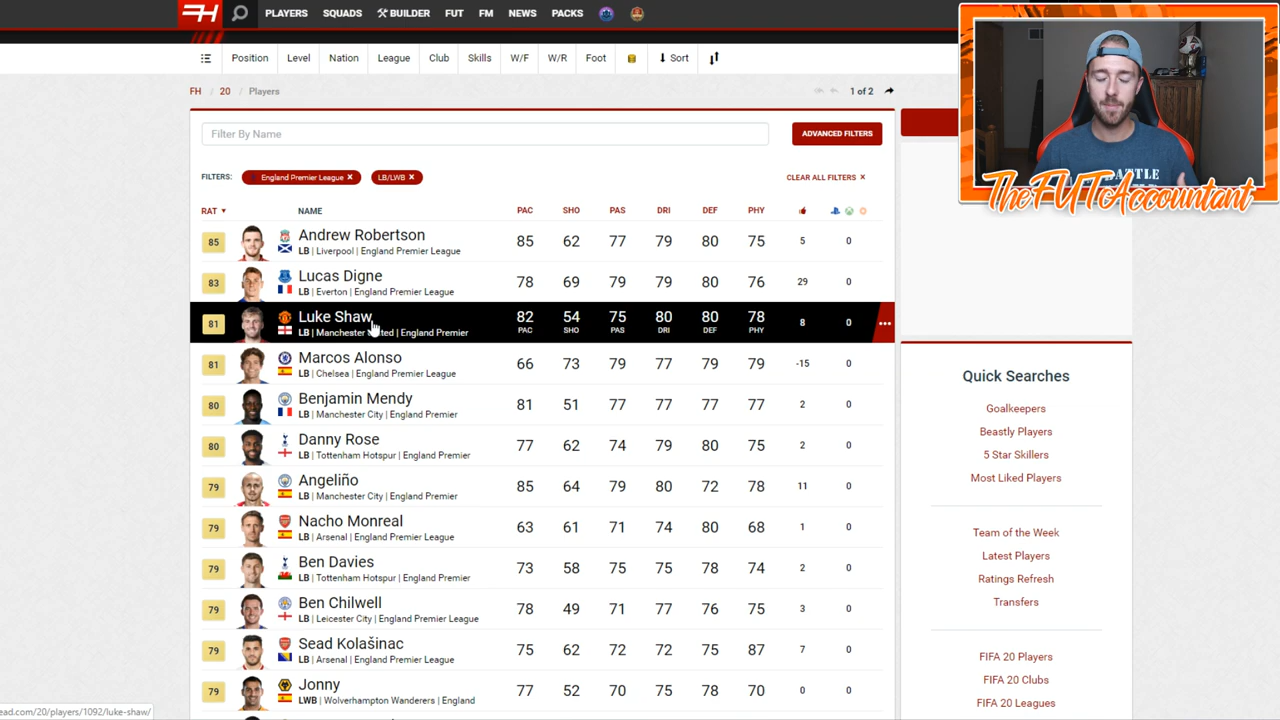 FH
PLAYERS SQUADS BUILDER FUT FM NEWS PACKS
Position Level Nation League Club Skills W/F W/R Foot Sort
FH / 20 / Players
1 of 2
Filter By Name
ADVANCED FILTERS
FILTERS: England Premier League × LB/LWB ×
CLEAR ALL FILTERS ×
RAT NAME PAC SHO PAS DRI DEF PHY
85 Andrew Robertson 85 62 77 79 80 75 5 0
LB | Liverpool | England Premier League
83 Lucas Digne 78 69 79 79 80 76 29 0
LB | Everton | England Premier League
81 Luke Shaw 82 54 75 80 80 78 8 0
LB | Manchester United | England Premier PAC SHO PAS DRI DEF PHY
81 Marcos Alonso 66 73 79 77 79 79 -15 0
LB | Chelsea | England Premier League
80 Benjamin Mendy 81 51 77 77 77 77 2 0
LB | Manchester City | England Premier
80 Danny Rose 77 62 74 79 80 75 2 0
LB | Tottenham Hotspur | England Premier
79 Angeliño 85 64 79 80 72 78 11 0
LB | Manchester City | England Premier
79 Nacho Monreal 63 61 71 74 80 68 1 0
LB | Arsenal | England Premier League
79 Ben Davies 73 58 75 75 78 74 2 0
LB | Tottenham Hotspur | England Premier
79 Ben Chilwell 78 49 71 77 76 75 3 0
LB | Leicester City | England Premier League
79 Sead Kolašinac 75 62 72 72 75 87 7 0
LB | Arsenal | England Premier League
79 Jonny 77 52 70 75 78 70 0 0
LWB | Wolverhampton Wanderers | England
ead.com/20/players/1092/luke-shaw/
TheFUTAccountant
Quick Searches
Goalkeepers
Beastly Players
5 Star Skillers
Most Liked Players
Team of the Week
Latest Players
Ratings Refresh
Transfers
FIFA 20 Players
FIFA 20 Clubs
FIFA 20 Leagues